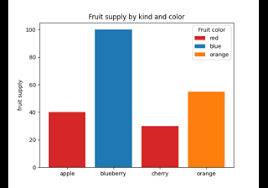 Fruit supply by kind and color
Fruit color
red
blue
orange
100
80
60
40
20
0
fruit supply
apple blueberry cherry orange